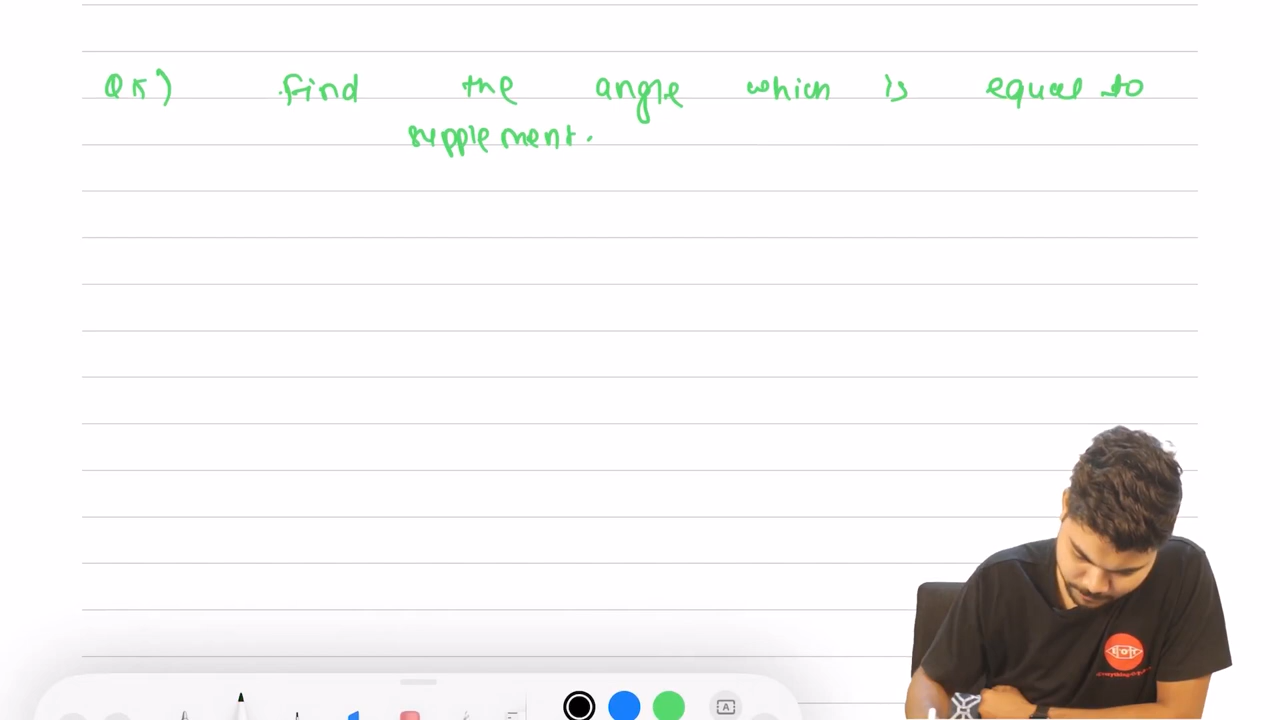 Q5) find the angle which is equal to
supplement.
A